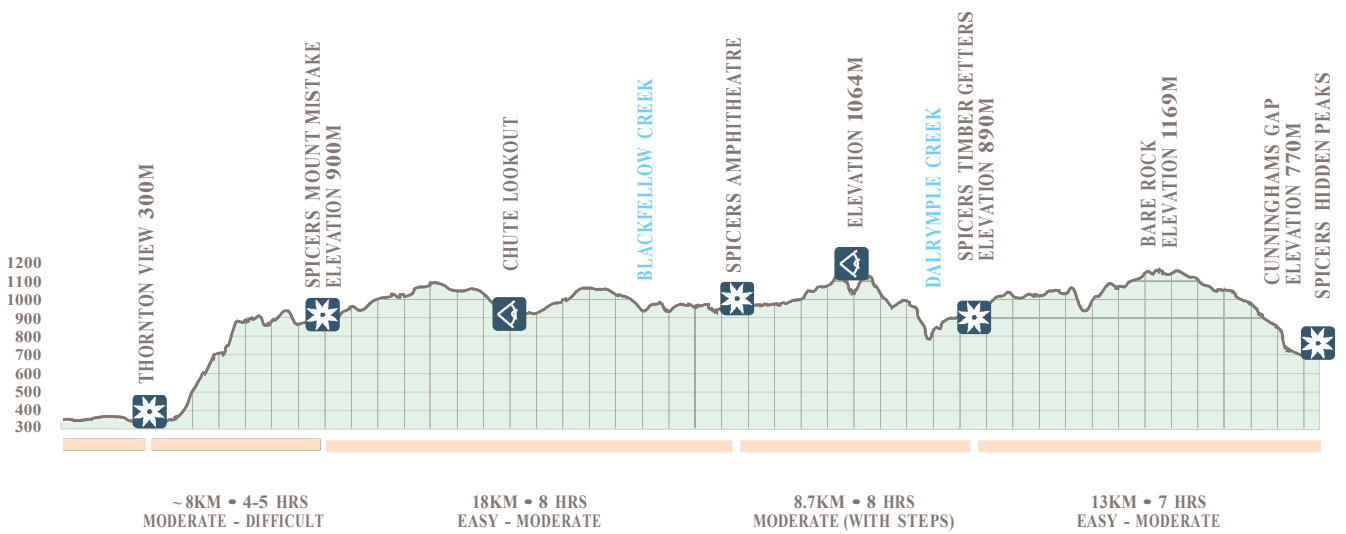 THORNTON VIEW 300M
SPICERS MOUNT MISTAKE
ELEVATION 900M
CHUTE LOOKOUT
BLACKFELLOW CREEK
SPICERS AMPHITHEATRE
ELEVATION 1064M
DALRYMPLE CREEK
SPICERS TIMBER GETTERS
ELEVATION 890M
BARE ROCK
ELEVATION 1169M
CUNNINGHAMS GAP
ELEVATION 770M
SPICERS HIDDEN PEAKS
1200
1100
1000
900
800
700
600
500
400
300
~8KM • 4-5 HRS
MODERATE - DIFFICULT
18KM • 8 HRS
EASY - MODERATE
8.7KM • 8 HRS
MODERATE (WITH STEPS)
13KM • 7 HRS
EASY - MODERATE